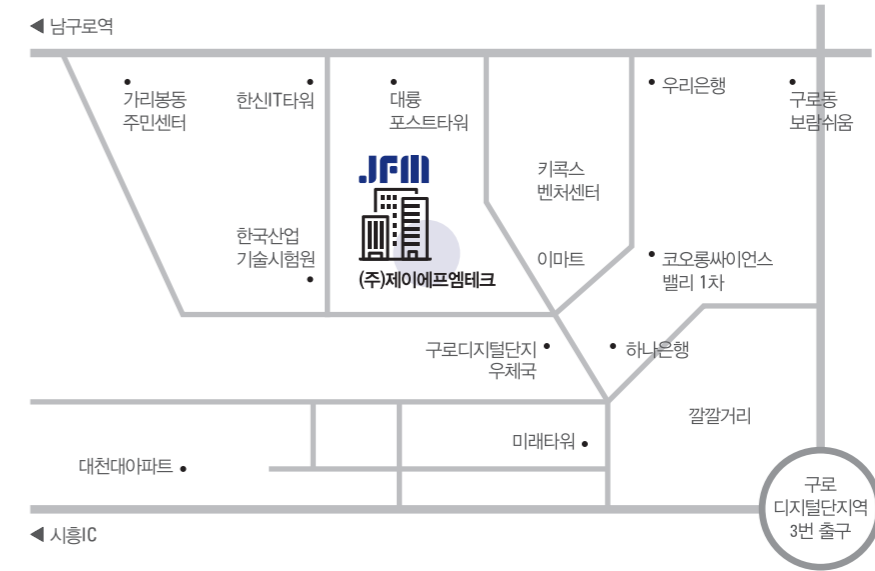 ◀ 남구로역
가리봉동
주민센터
한신IT타워
대륭
포스트타워
우리은행
구로동
보람쉬움
JFM
키콕스
벤처센터
한국산업
기술시험원
이마트
코오롱싸이언스
밸리 1차
(주)제이에프엠테크
구로디지털단지
우체국
하나은행
깔깔거리
미래타워
대천대아파트
구로
디지털단지역
3번 출구
◀ 시흥IC